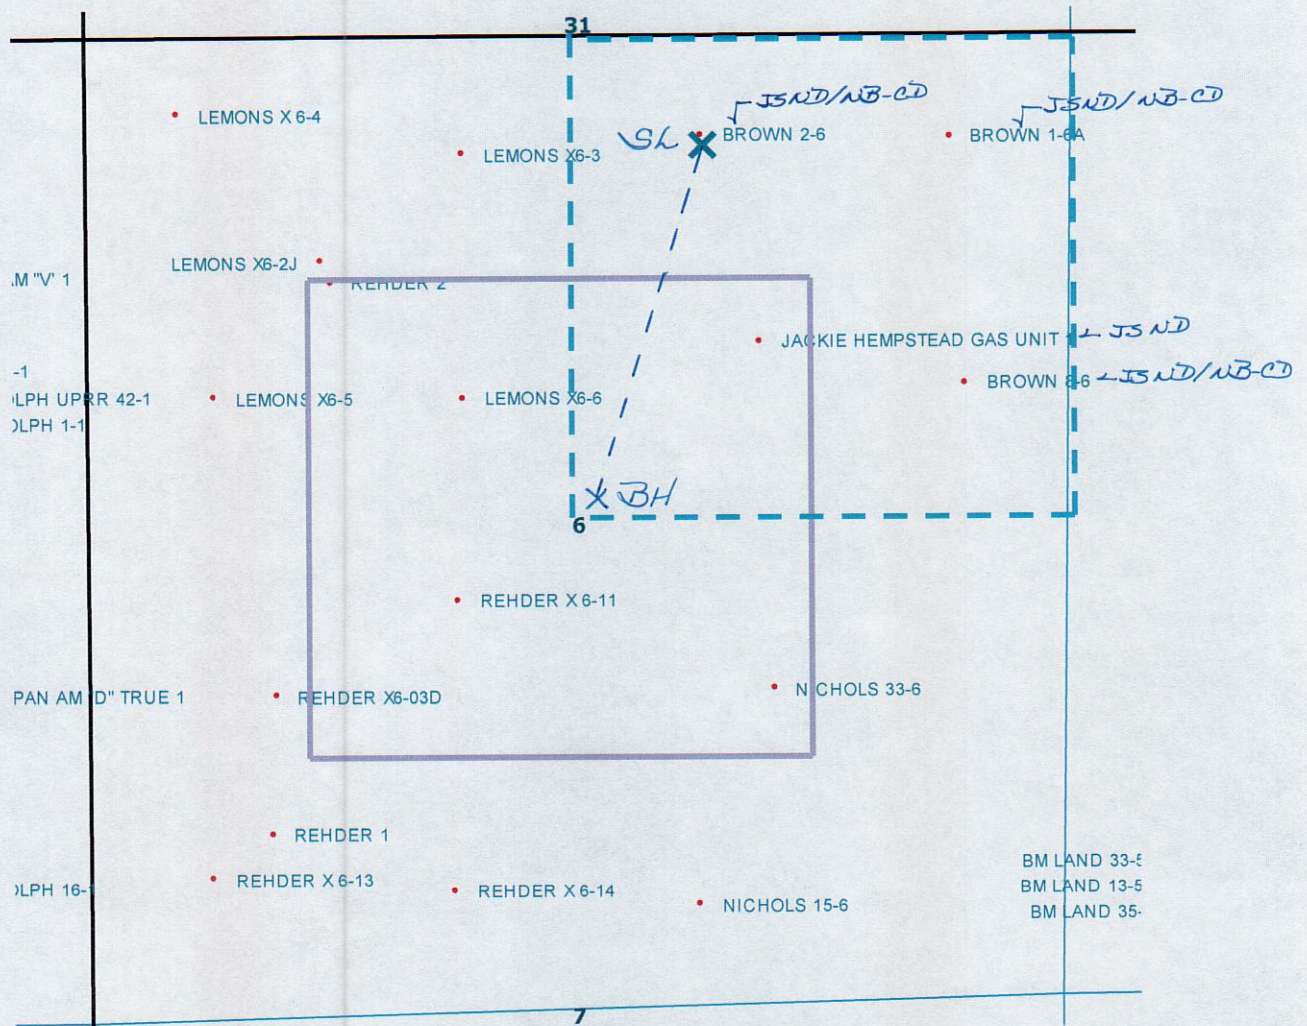 31
JSND/NB-CD
JSND/NB-CD
LEMONS X 6-4
SL
BROWN 2-6
BROWN 1-6A
LEMONS X6-3
LEMONS X6-2J
.M "V' 1
REHDER 2
JACKIE HEMPSTEAD GAS UNIT
JSND
-1
BROWN 8-6
JSND/NB-CD
LPH UPRR 42-1
LEMONS X6-5
LEMONS X6-6
OLPH 1-1
X BH
6
REHDER X 6-11
PAN AM "D" TRUE 1
REHDER X6-03D
NICHOLS 33-6
REHDER 1
BM LAND 33-5
REHDER X 6-13
BM LAND 13-5
OLPH 16-1
REHDER X 6-14
NICHOLS 15-6
BM LAND 35-
7